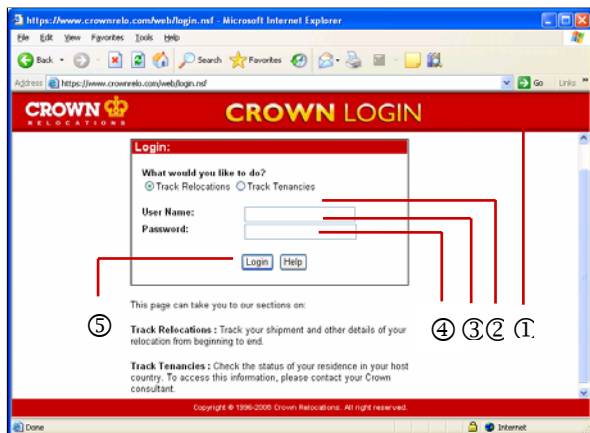 https://www.crownrelo.com/web/login.nsf - Microsoft Internet Explorer
File Edit View Favorites Tools Help
Back Search Favorites
Address https://www.crownrelo.com/web/login.nsf Go Links »
CROWN
RELOCATIONS
CROWN LOGIN
Login:
What would you like to do?
Track Relocations Track Tenancies
User Name:
Password:
Login Help
⑤ ④ ③ ② ①
This page can take you to our sections on:
Track Relocations : Track your shipment and other details of your
relocation from beginning to end.
Track Tenancies : Check the status of your residence in your host
country. To access this information, please contact your Crown
consultant.
Copyright © 1996-2008 Crown Relocations. All right reserved.
Done Internet